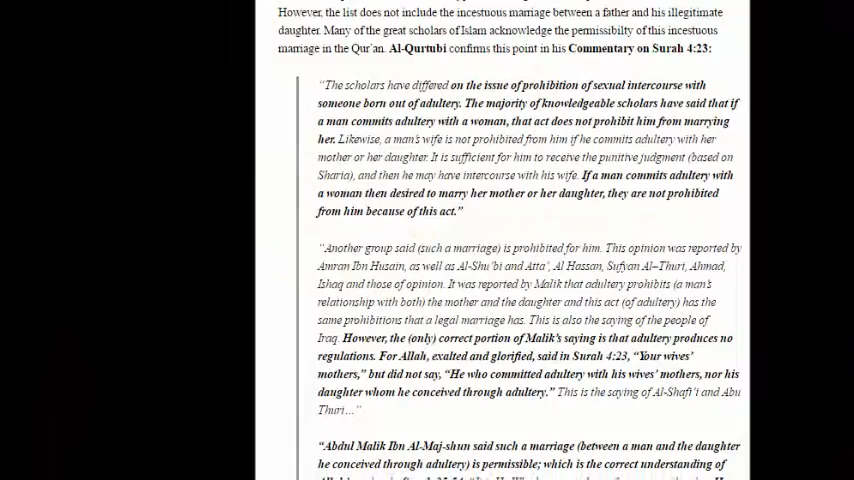 However, the list does not include the incestuous marriage between a father and his illegitimate
daughter. Many of the great scholars of Islam acknowledge the permissibilty of this incestuous
marriage in the Qur'an. Al-Qurtubi confirms this point in his Commentary on Surah 4:23:
"The scholars have differed on the issue of prohibition of sexual intercourse with
someone born out of adultery. The majority of knowledgeable scholars have said that if
a man commits adultery with a woman, that act does not prohibit him from marrying
her. Likewise, a man's wife is not prohibited from him if he commits adultery with her
mother or her daughter. It is sufficient for him to receive the punitive judgment (based on
Sharia), and then he may have intercourse with his wife. If a man commits adultery with
a woman then desired to marry her mother or her daughter, they are not prohibited
from him because of this act."
"Another group said (such a marriage) is prohibited for him. This opinion was reported by
Amran Ibn Husain, as well as Al-Shu'bi and Atta', Al Hassan, Sufyan Al–Thuri, Ahmad,
Ishaq and those of opinion. It was reported by Malik that adultery prohibits (a man's
relationship with both) the mother and the daughter and this act (of adultery) has the
same prohibitions that a legal marriage has. This is also the saying of the people of
Iraq. However, the (only) correct portion of Malik's saying is that adultery produces no
regulations. For Allah, exalted and glorified, said in Surah 4:23, "Your wives'
mothers," but did not say, "He who committed adultery with his wives' mothers, nor his
daughter whom he conceived through adultery." This is the saying of Al-Shafi'i and Abu
Thuri…"
"Abdul Malik Ibn Al-Maj-shun said such a marriage (between a man and the daughter
he conceived through adultery) is permissible; which is the correct understanding of